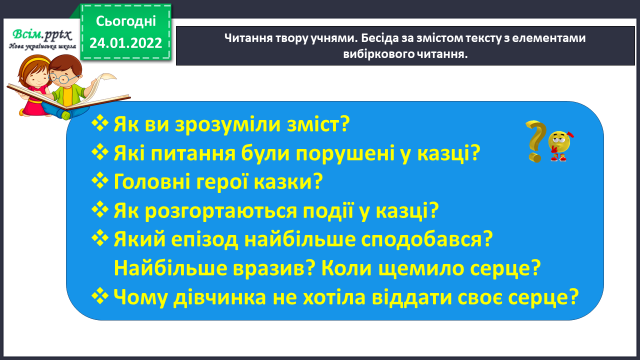 Всім.pptx
Нова українська школа
Сьогодні
24.01.2022
Читання твору учнями. Бесіда за змістом тексту з елементами
вибіркового читання.
❖ Як ви зрозуміли зміст?
❖ Які питання були порушені у казці?
❖ Головні герої казки?
❖ Як розгортаються події у казці?
❖ Який епізод найбільше сподобався?
Найбільше вразив? Коли щемило серце?
❖ Чому дівчинка не хотіла віддати своє серце?